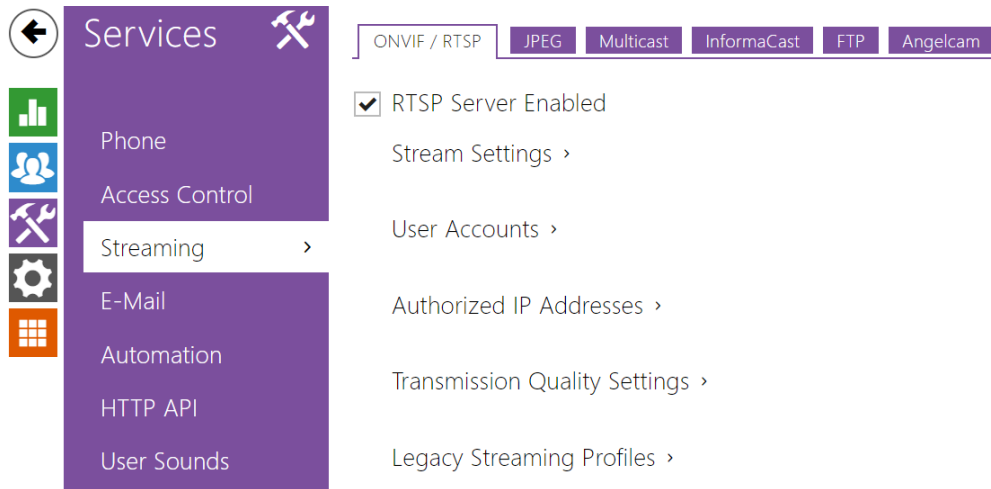 Services
Phone
Access Control
Streaming
E-Mail
Automation
HTTP API
User Sounds
ONVIF / RTSP JPEG Multicast InformaCast FTP Angelcam
RTSP Server Enabled
Stream Settings ›
User Accounts ›
Authorized IP Addresses ›
Transmission Quality Settings ›
Legacy Streaming Profiles ›